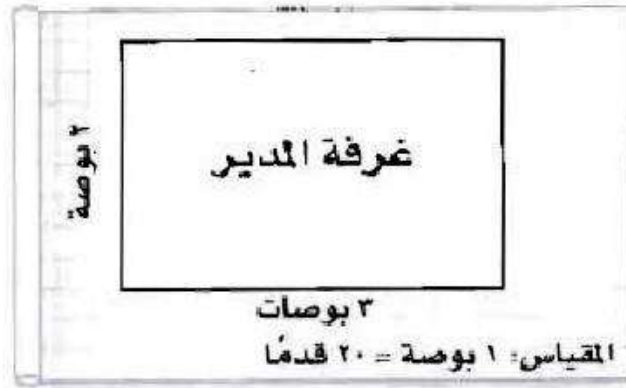 غرفة المدير
٢ بوصة
٣ بوصات
المقياس: ١ بوصة = ٢٠ قدمًا